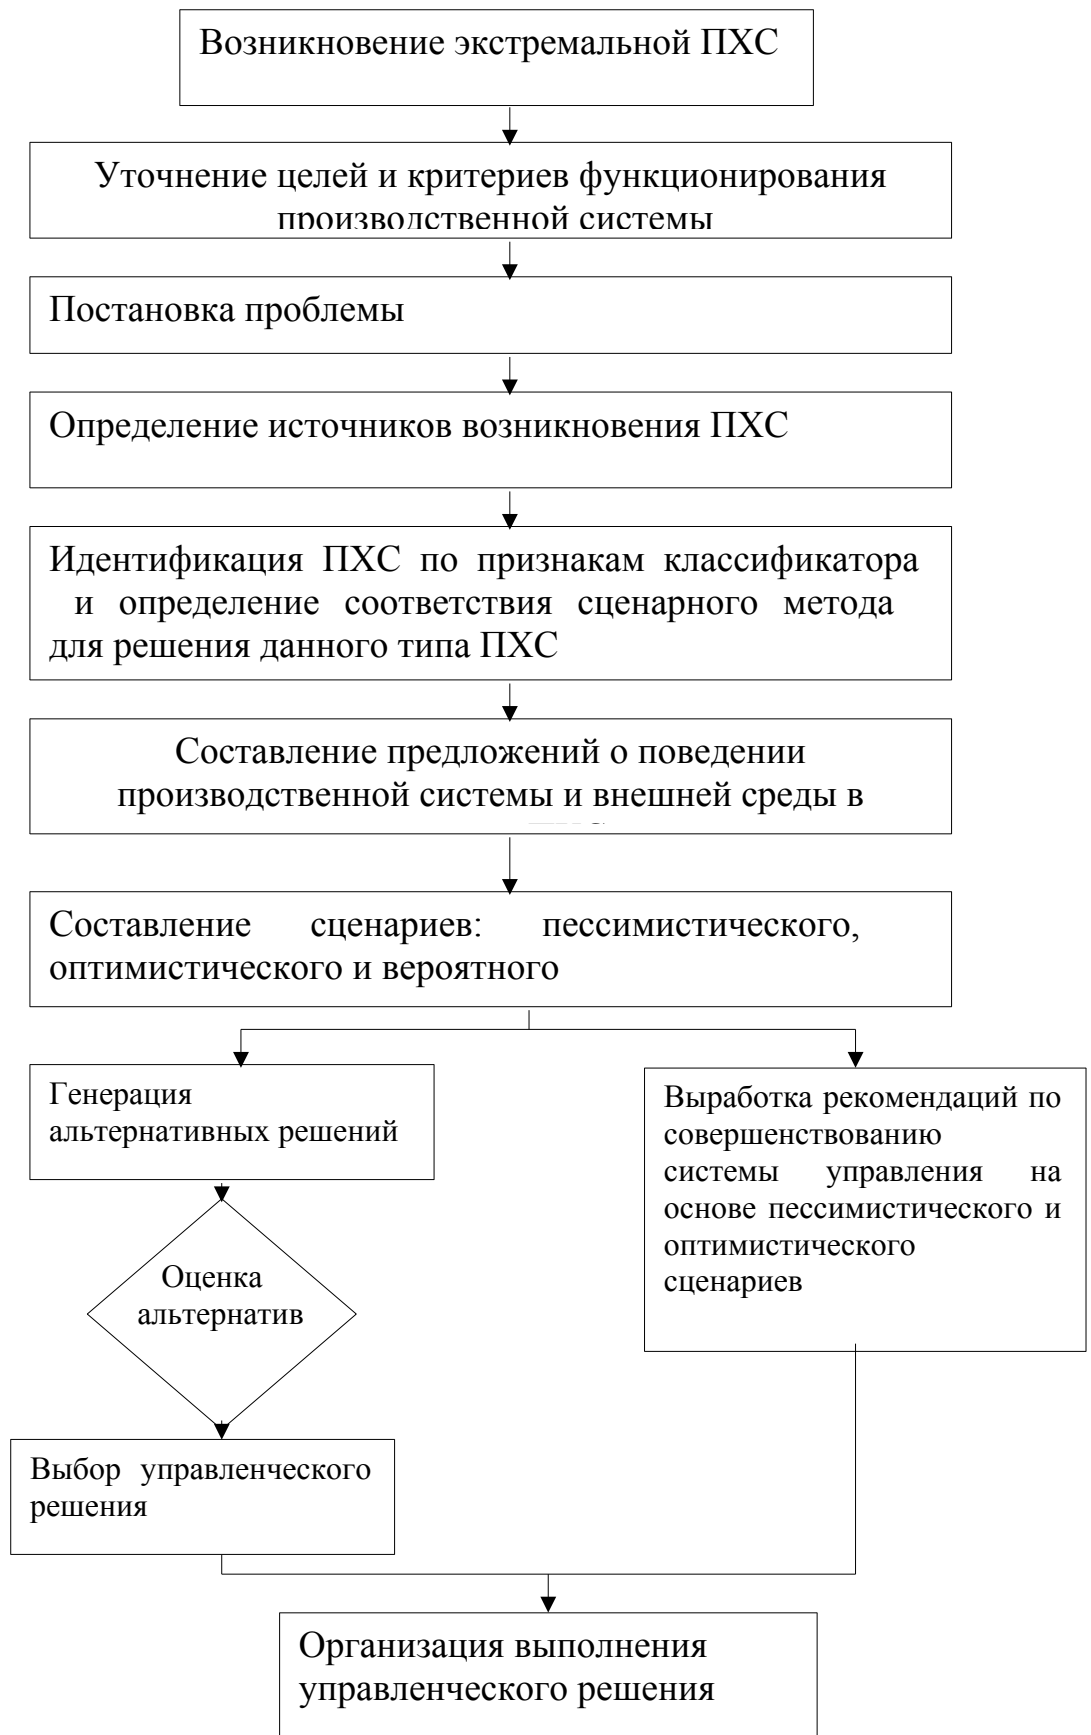 Возникновение экстремальной ПХС
Уточнение целей и критериев функционирования
производственной системы
Постановка проблемы
Определение источников возникновения ПХС
Идентификация ПХС по признакам классификатора
и определение соответствия сценарного метода
для решения данного типа ПХС
Составление предложений о поведении
производственной системы и внешней среды в
Составление сценариев: пессимистического,
оптимистического и вероятного
Генерация
альтернативных решений
Выработка рекомендаций по
совершенствованию
системы управления на
основе пессимистического и
оптимистического
сценариев
Оценка
альтернатив
Выбор управленческого
решения
Организация выполнения
управленческого решения